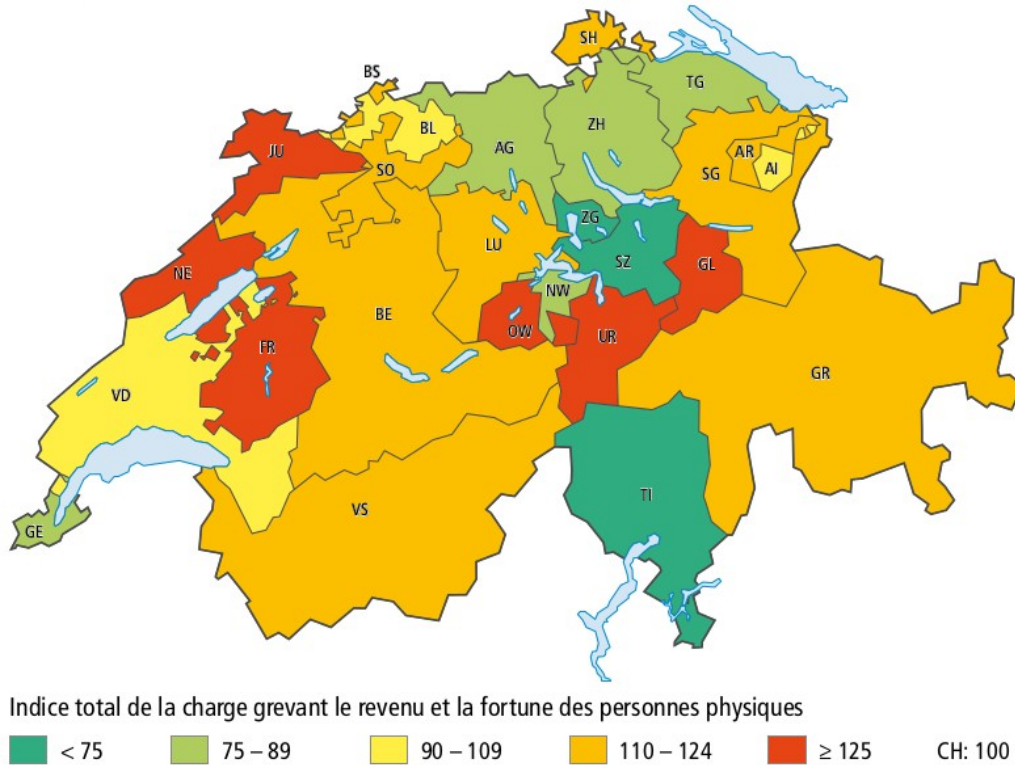 SH
BS
TG
BL
ZH
JU
AG
AR
SO
SG
AI
ZG
LU
SZ
GL
NE
NW
BE
OW
UR
FR
GR
VD
TI
VS
GE
Indice total de la charge grevant le revenu et la fortune des personnes physiques
< 75 75 – 89 90 – 109 110 – 124 ≥ 125 CH: 100